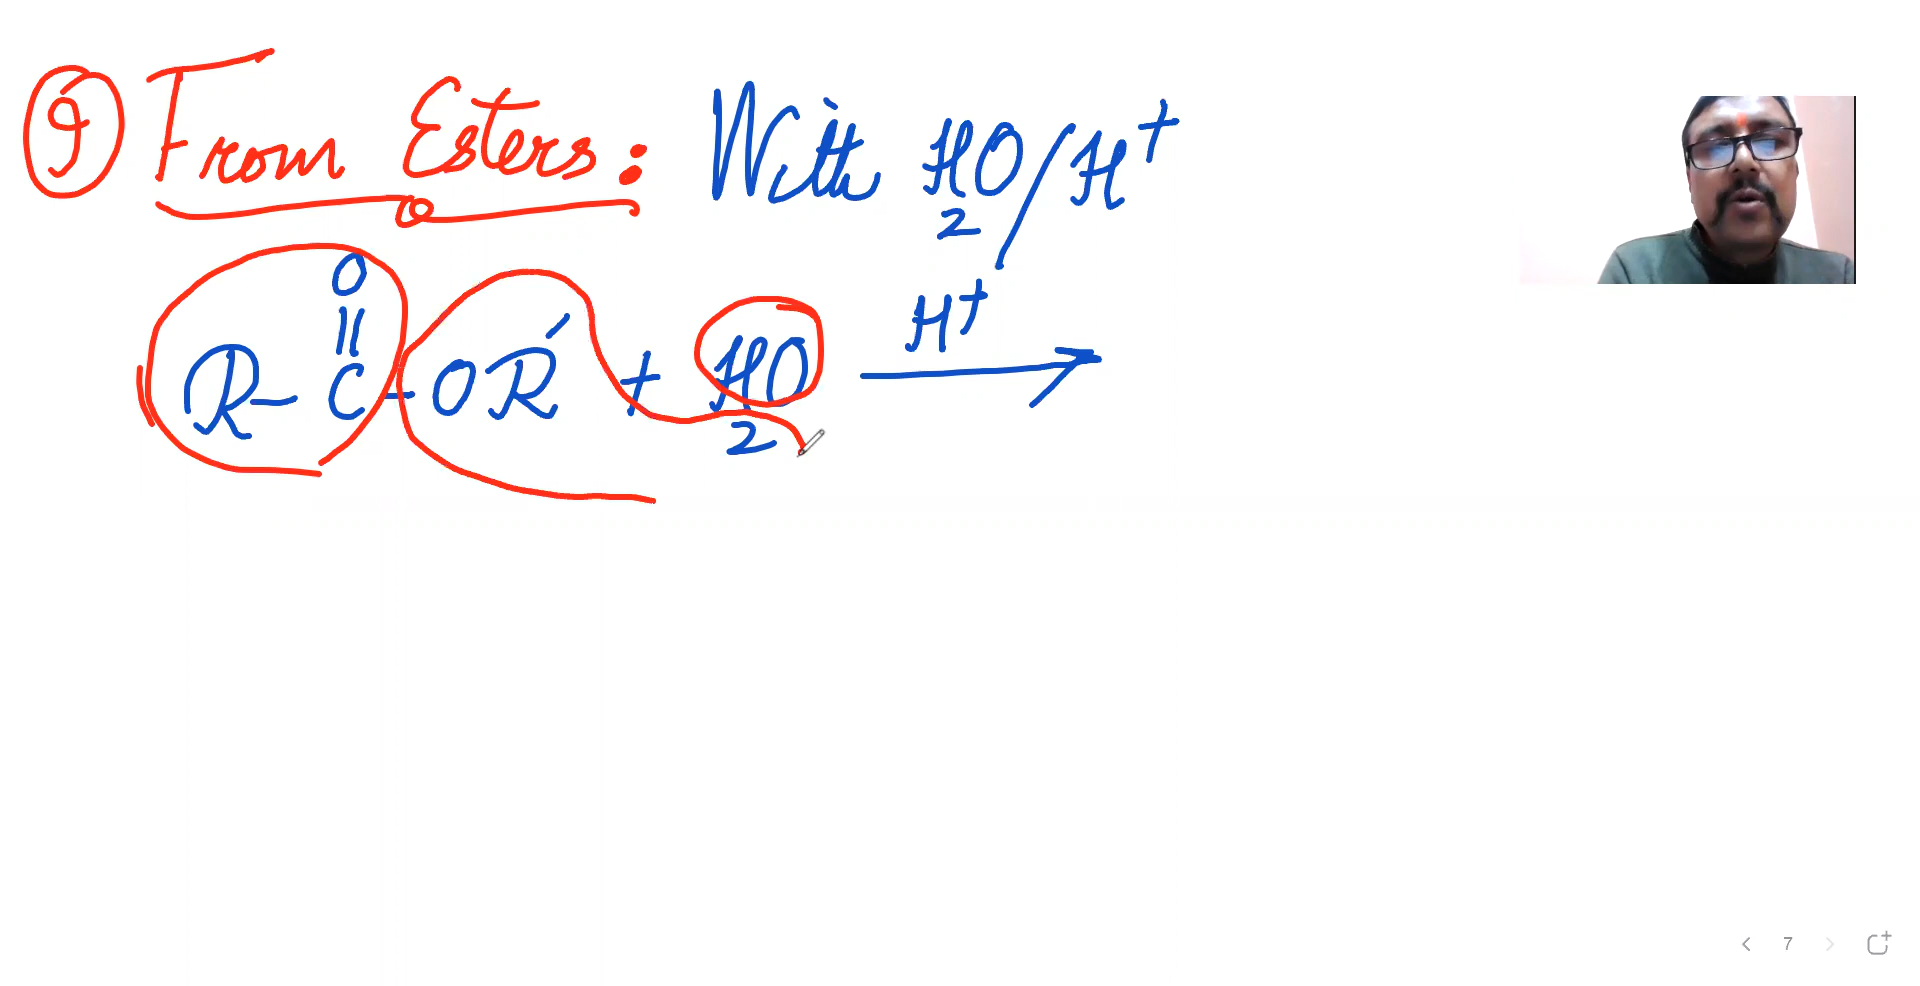 9 From Esters: With H2O/H+
O
||
R-C-OR' + H2O H+ →
7